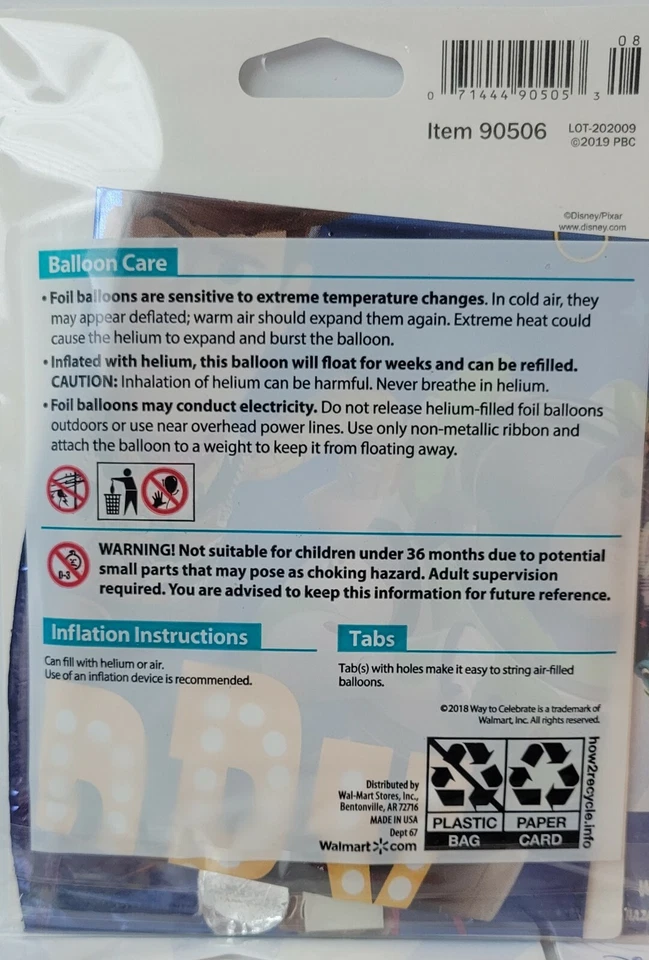 08
0 71444 90505 3
Item 90506
LOT-202009
©2019 PBC
©Disney/Pixar
www.disney.com
Balloon Care
• Foil balloons are sensitive to extreme temperature changes. In cold air, they
may appear deflated; warm air should expand them again. Extreme heat could
cause the helium to expand and burst the balloon.
• Inflated with helium, this balloon will float for weeks and can be refilled.
CAUTION: Inhalation of helium can be harmful. Never breathe in helium.
• Foil balloons may conduct electricity. Do not release helium-filled foil balloons
outdoors or use near overhead power lines. Use only non-metallic ribbon and
attach the balloon to a weight to keep it from floating away.
0-3
WARNING! Not suitable for children under 36 months due to potential
small parts that may pose as choking hazard. Adult supervision
required. You are advised to keep this information for future reference.
Inflation Instructions
Can fill with helium or air.
Use of an inflation device is recommended.
Tabs
Tab(s) with holes make it easy to string air-filled
balloons.
©2018 Way to Celebrate is a trademark of
Walmart, Inc. All rights reserved.
Distributed by
Wal-Mart Stores, Inc.,
Bentonville, AR 72716
MADE IN USA
Dept 67
Walmart.com
PLASTIC
BAG
PAPER
CARD
how2recycle.info